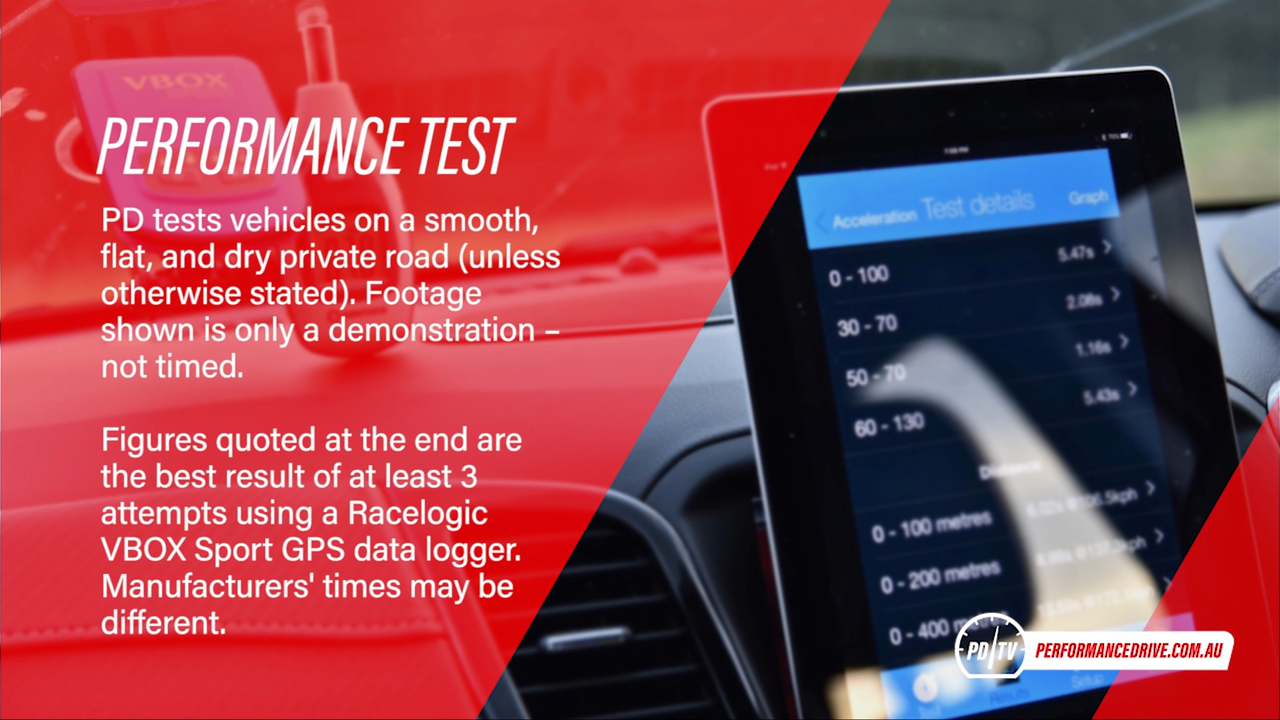 VBOX
PERFORMANCE TEST
PD tests vehicles on a smooth,
flat, and dry private road (unless
otherwise stated). Footage
shown is only a demonstration –
not timed.
Figures quoted at the end are
the best result of at least 3
attempts using a Racelogic
VBOX Sport GPS data logger.
Manufacturers' times may be
different.
Acceleration Test details Graph
0 - 100 5.47s
30 - 70 2.08s
50 - 70 1.16s
60 - 130 5.43s
Distance
0 - 100 metres
0 - 200 metres
0 - 400 metres
Results Setup
PD TV PERFORMANCEDRIVE.COM.AU